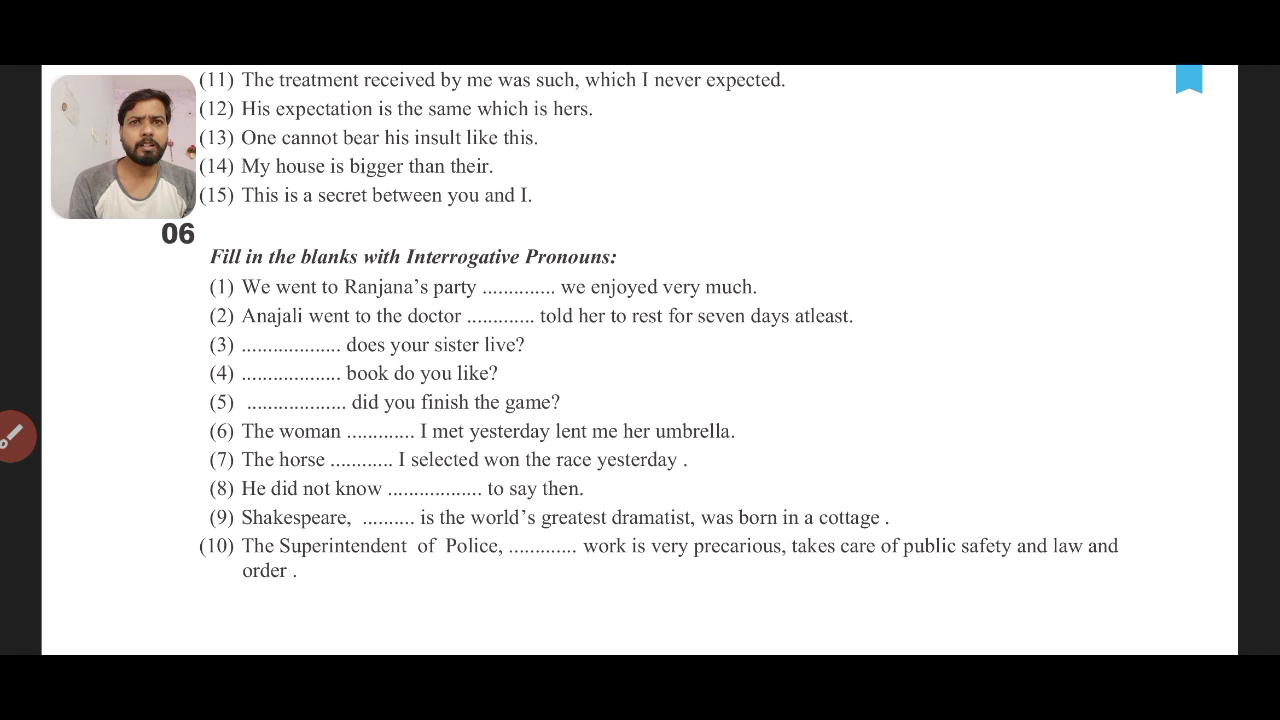 (11) The treatment received by me was such, which I never expected.
(12) His expectation is the same which is hers.
(13) One cannot bear his insult like this.
(14) My house is bigger than their.
(15) This is a secret between you and I.
06
Fill in the blanks with Interrogative Pronouns:
(1) We went to Ranjana’s party .............. we enjoyed very much.
(2) Anajali went to the doctor ............. told her to rest for seven days atleast.
(3) ................... does your sister live?
(4) ................... book do you like?
(5) ................... did you finish the game?
(6) The woman ............. I met yesterday lent me her umbrella.
(7) The horse ............ I selected won the race yesterday .
(8) He did not know .................. to say then.
(9) Shakespeare, .......... is the world’s greatest dramatist, was born in a cottage .
(10) The Superintendent of Police, ............. work is very precarious, takes care of public safety and law and
order .